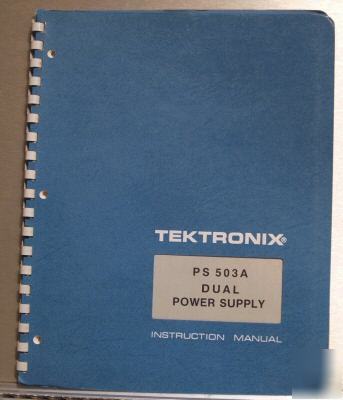 TEKTRONIX®
PS 503A
DUAL
POWER SUPPLY
INSTRUCTION MANUAL